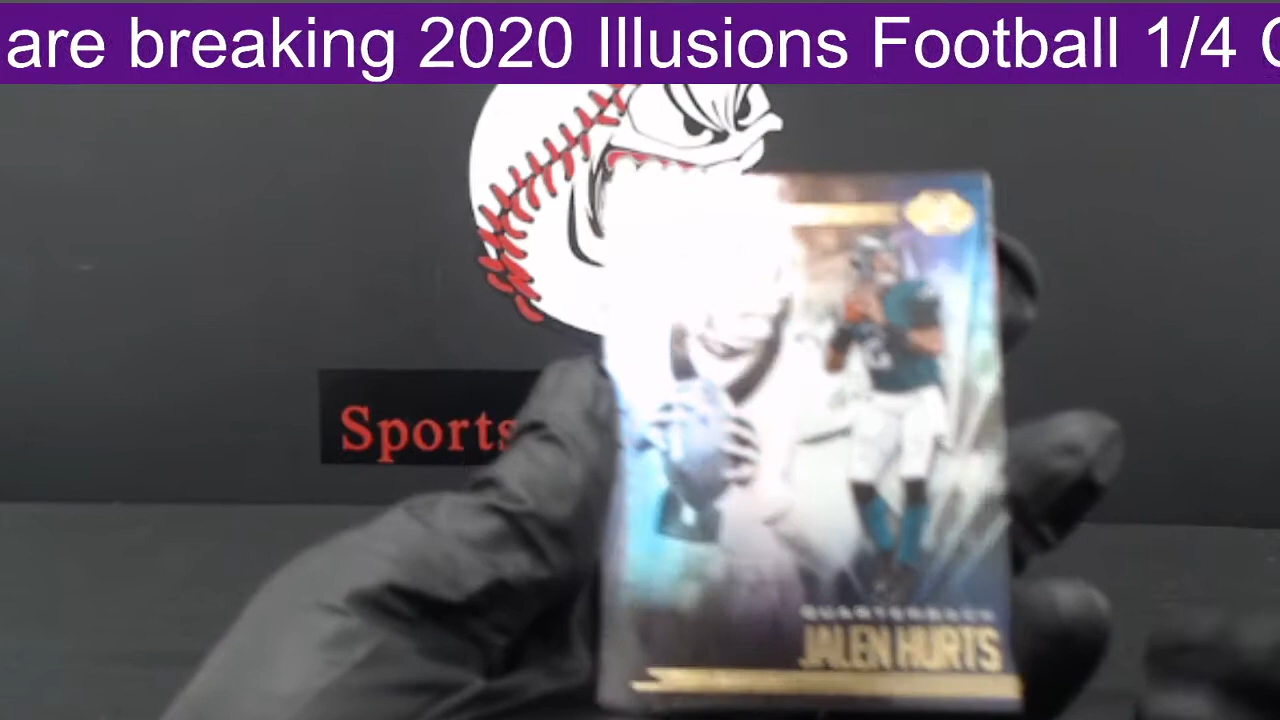 are breaking 2020 Illusions Football 1/4
Sports
QUARTERBACK
JALEN HURTS